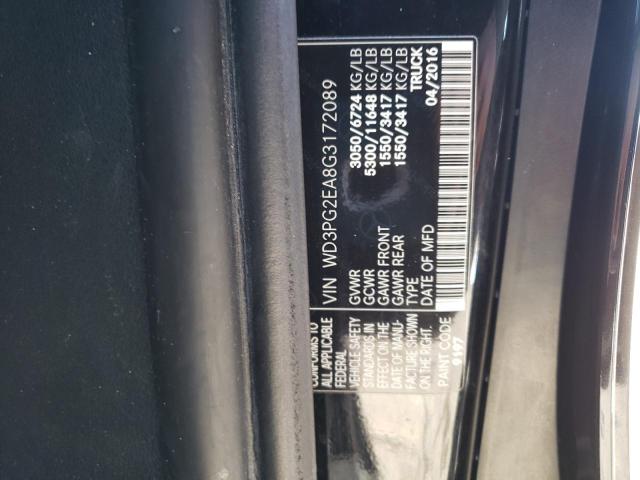 CONFORMS TO
ALL APPLICABLE
FEDERAL
VEHICLE SAFETY
STANDARDS IN
EFFECT ON THE
DATE OF MANU-
FACTURE SHOWN
ON THE RIGHT.
PAINT CODE
9197
VIN WD3PG2EA8G3172089
GVWR 3050/6724 KG/LB
GCWR 5300/11648 KG/LB
GAWR FRONT 1550/3417 KG/LB
GAWR REAR 1550/3417 KG/LB
TYPE TRUCK
DATE OF MFD 04/2016